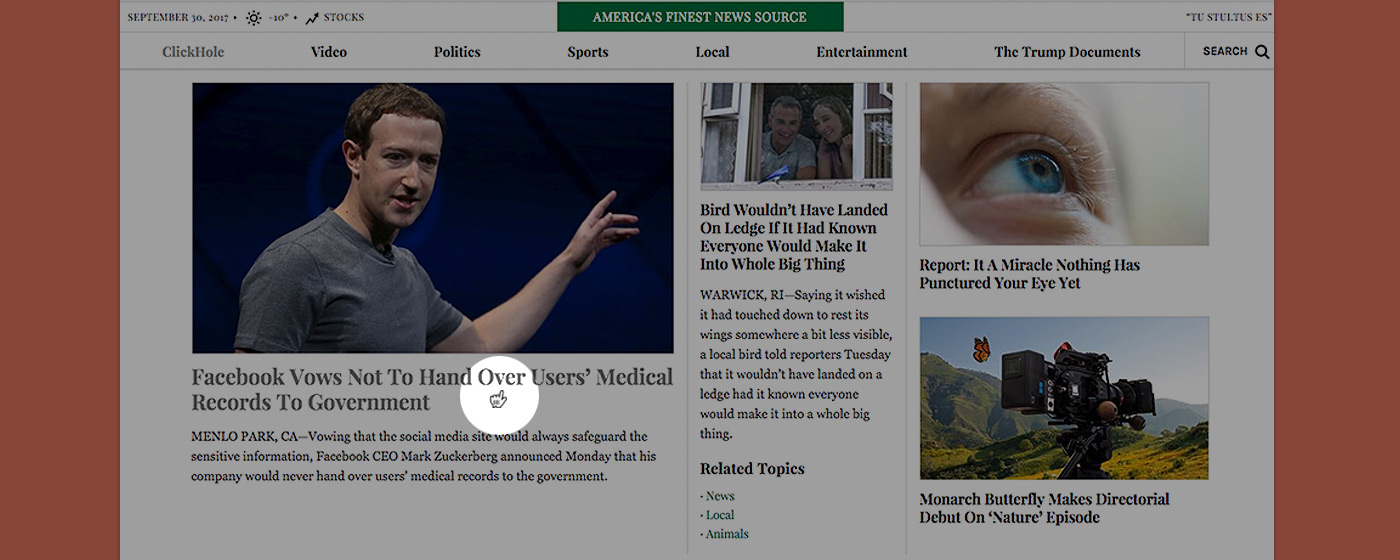 SEPTEMBER 30, 2017 • -10° • STOCKS
AMERICA'S FINEST NEWS SOURCE
"TU STULTUS ES"
ClickHole Video Politics Sports Local Entertainment The Trump Documents SEARCH
Facebook Vows Not To Hand Over Users' Medical
Records To Government
MENLO PARK, CA—Vowing that the social media site would always safeguard the
sensitive information, Facebook CEO Mark Zuckerberg announced Monday that his
company would never hand over users' medical records to the government.
Bird Wouldn't Have Landed
On Ledge If It Had Known
Everyone Would Make It
Into Whole Big Thing
WARWICK, RI—Saying it wished
it had touched down to rest its
wings somewhere a bit less visible,
a local bird told reporters Tuesday
that it wouldn't have landed on a
ledge had it known everyone
would make it into a whole big
thing.
Related Topics
• News
• Local
• Animals
Report: It A Miracle Nothing Has
Punctured Your Eye Yet
Monarch Butterfly Makes Directorial
Debut On 'Nature' Episode